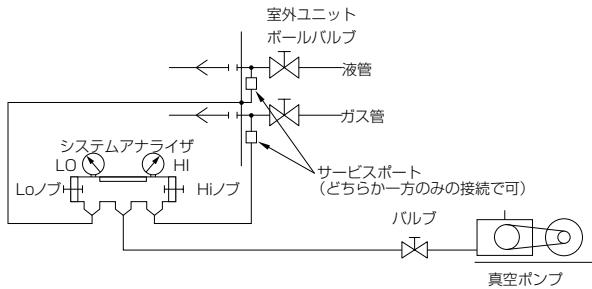 室外ユニット
ボールバルブ
液管
ガス管
システムアナライザ
LO
HI
Loノブ
Hiノブ
サービスポート
(どちらか一方のみの接続で可)
バルブ
真空ポンプ